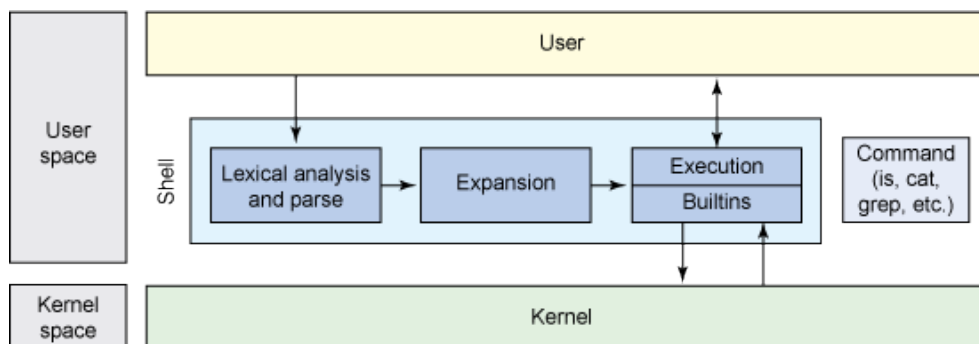 User
User
space
Shell
Lexical analysis
and parse
Expansion
Execution
Builtins
Command
(is, cat,
grep, etc.)
Kernel
space
Kernel